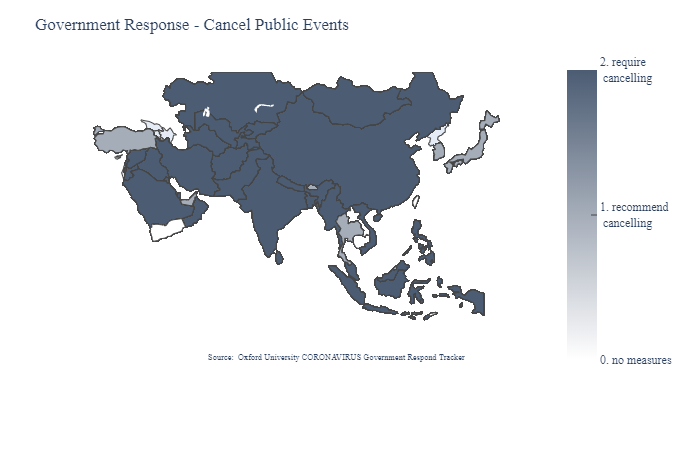 Government Response - Cancel Public Events
2. require
cancelling
1. recommend
cancelling
0. no measures
Source: Oxford University CORONAVIRUS Government Respond Tracker